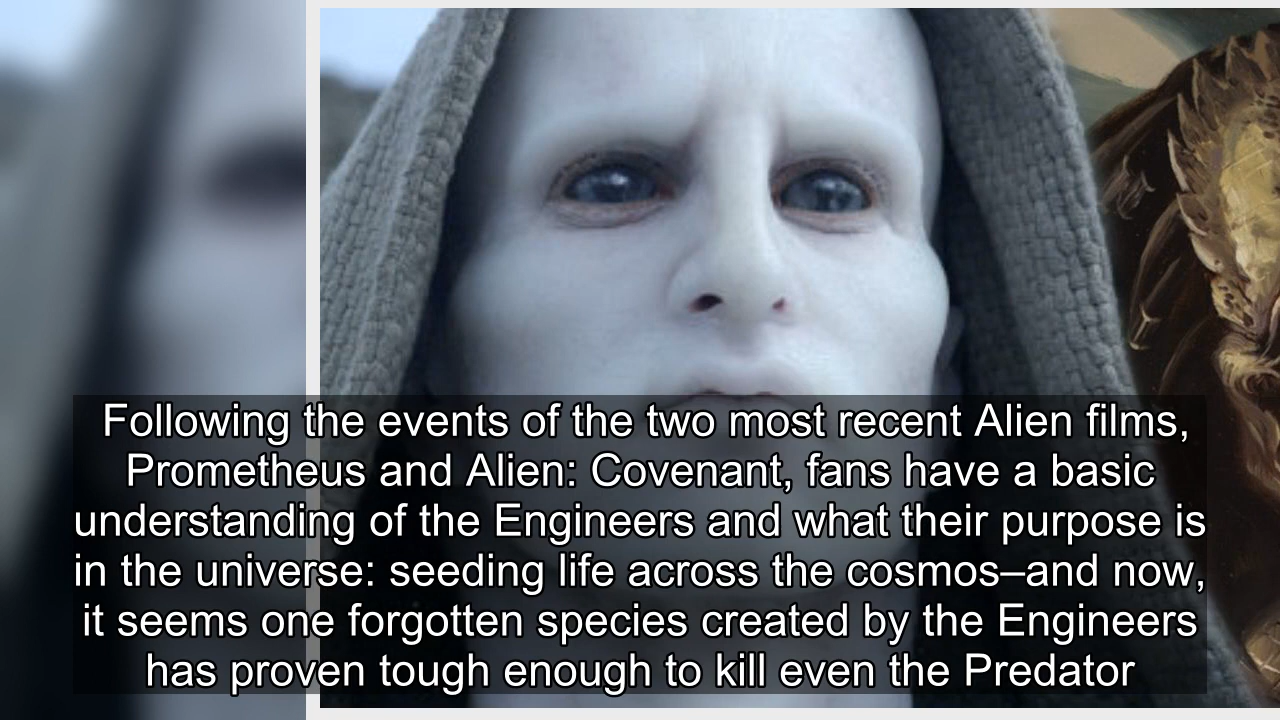 Following the events of the two most recent Alien films,
Prometheus and Alien: Covenant, fans have a basic
understanding of the Engineers and what their purpose is
in the universe: seeding life across the cosmos–and now,
it seems one forgotten species created by the Engineers
has proven tough enough to kill even the Predator